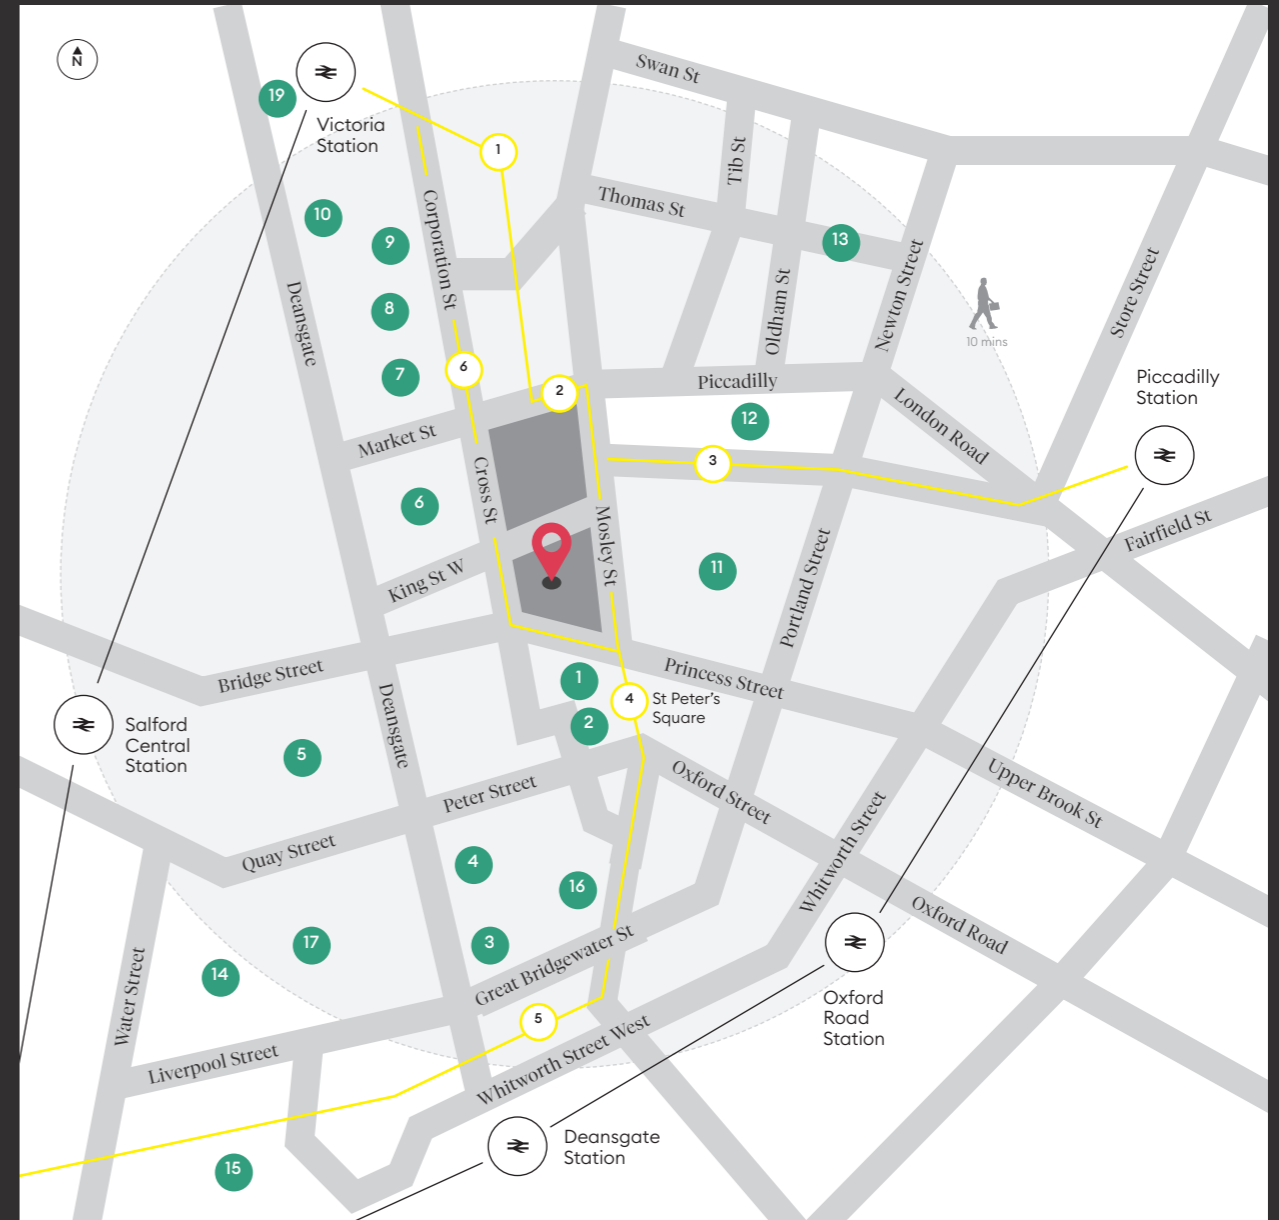 N
Swan St
19
Victoria
Station
1
Tib St
Thomas St
10
9
13
Corporation St
Deansgate
8
Oldham St
Newton Street
Store Street
10 mins
7
6
2
Piccadilly
Piccadilly
Station
12
London Road
Market St
3
Cross St
6
Mosley St
Fairfield St
King St W
11
Portland Street
Bridge Street
Princess Street
1
4
St Peter's
Square
2
Salford
Central
Station
Deansgate
5
Peter Street
Oxford Street
Upper Brook St
Quay Street
Whitworth Street
4
16
Oxford Road
17
3
14
Great Bridgewater St
Water Street
Oxford
Road
Station
5
Liverpool Street
Whitworth Street West
Deansgate
Station
15